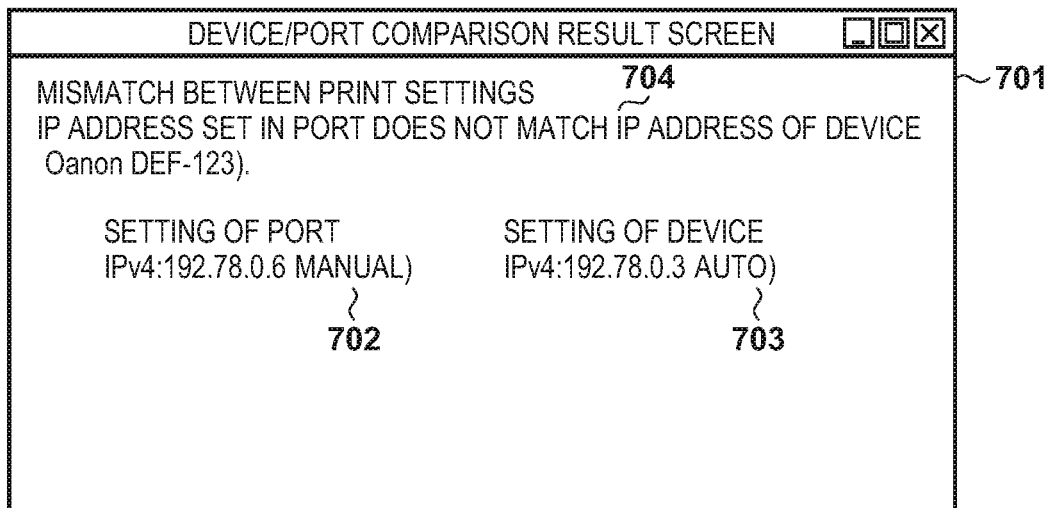 DEVICE/PORT COMPARISON RESULT SCREEN
701
704
MISMATCH BETWEEN PRINT SETTINGS
IP ADDRESS SET IN PORT DOES NOT MATCH IP ADDRESS OF DEVICE
Oanon DEF-123).
SETTING OF PORT
IPv4:192.78.0.6 MANUAL)
702
SETTING OF DEVICE
IPv4:192.78.0.3 AUTO)
703